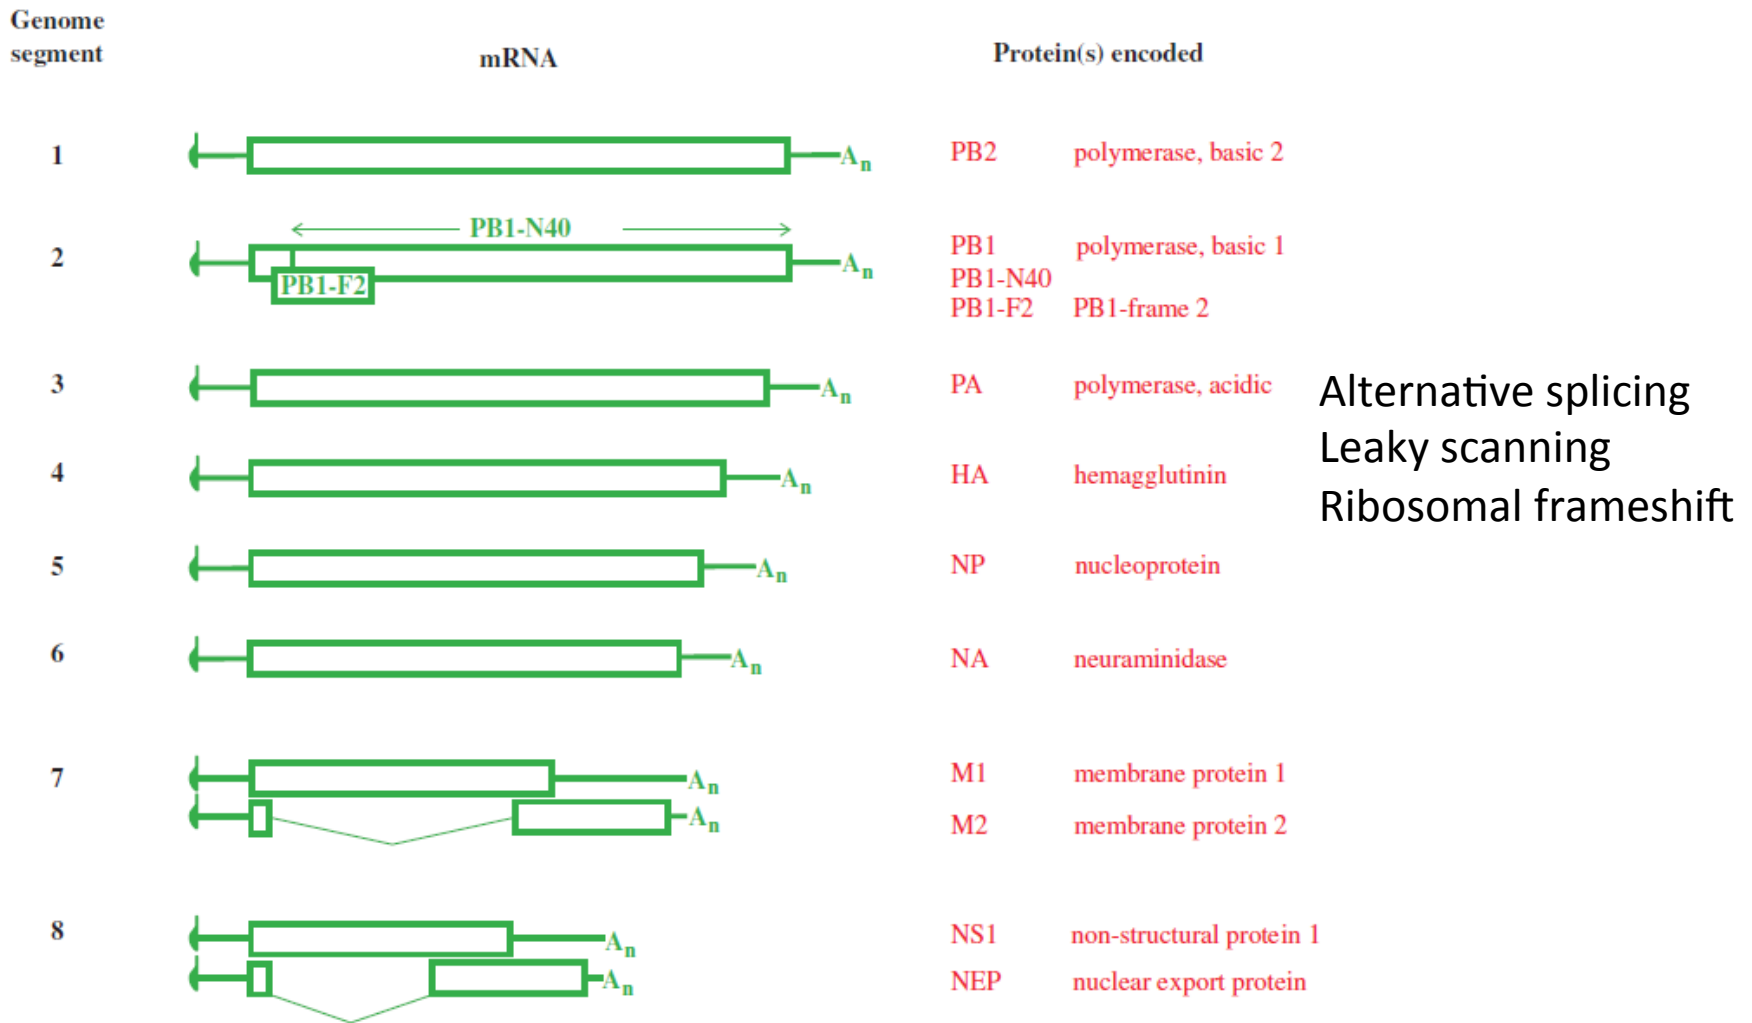 Genome
segment
mRNA
Protein(s) encoded
1
An
PB2 polymerase, basic 2
PB1-N40
2
An
PB1-F2
PB1 polymerase, basic 1
PB1-N40
PB1-F2 PB1-frame 2
3
An
PA polymerase, acidic
Alternative splicing
Leaky scanning
Ribosomal frameshift
4
An
HA hemagglutinin
5
An
NP nucleoprotein
6
An
NA neuraminidase
7
An
M1 membrane protein 1
An
M2 membrane protein 2
8
An
NS1 non-structural protein 1
An
NEP nuclear export protein